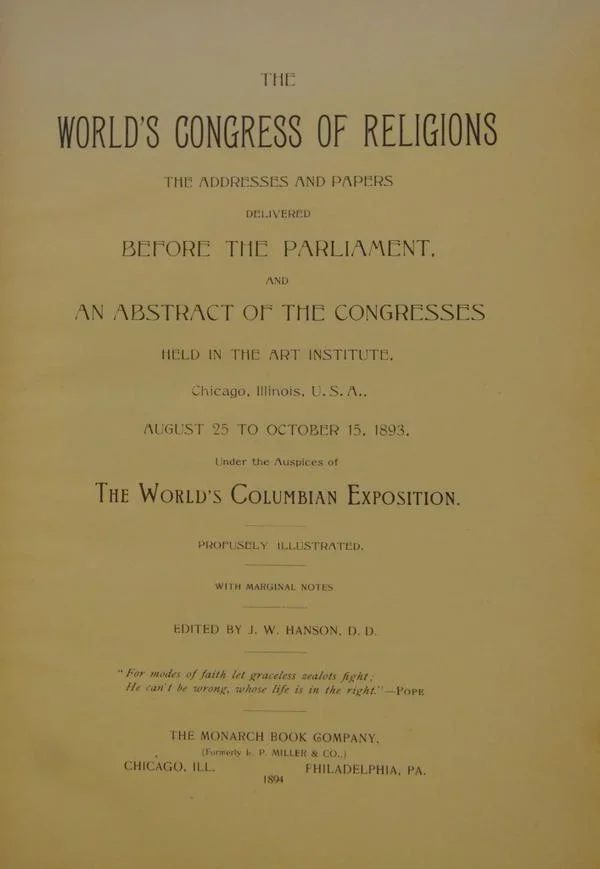 THE
WORLD'S CONGRESS OF RELIGIONS
THE ADDRESSES AND PAPERS
DELIVERED
BEFORE THE PARLIAMENT,
AND
AN ABSTRACT OF THE CONGRESSES
HELD IN THE ART INSTITUTE,
Chicago, Illinois, U. S. A.,
AUGUST 25 TO OCTOBER 15, 1893,
Under the Auspices of
THE WORLD'S COLUMBIAN EXPOSITION.
PROFUSELY ILLUSTRATED.
WITH MARGINAL NOTES
EDITED BY J. W. HANSON, D. D.
"For modes of faith let graceless zealots fight;
He can't be wrong, whose life is in the right."—POPE
THE MONARCH BOOK COMPANY,
(Formerly L. P. MILLER & CO.,)
CHICAGO, ILL. PHILADELPHIA, PA.
1894